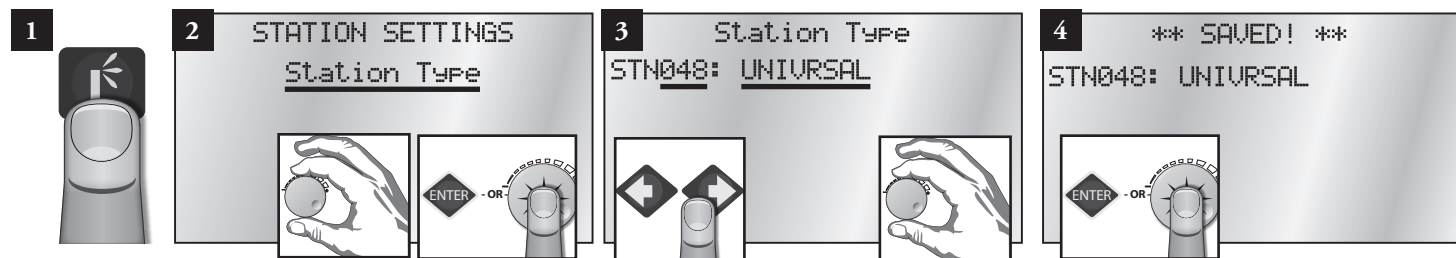 1
2
STATION SETTINGS
Station Type
ENTER
- OR -
3
Station Type
STN048: UNIVRSAL
4
** SAVED! **
STN048: UNIVRSAL
ENTER
- OR -